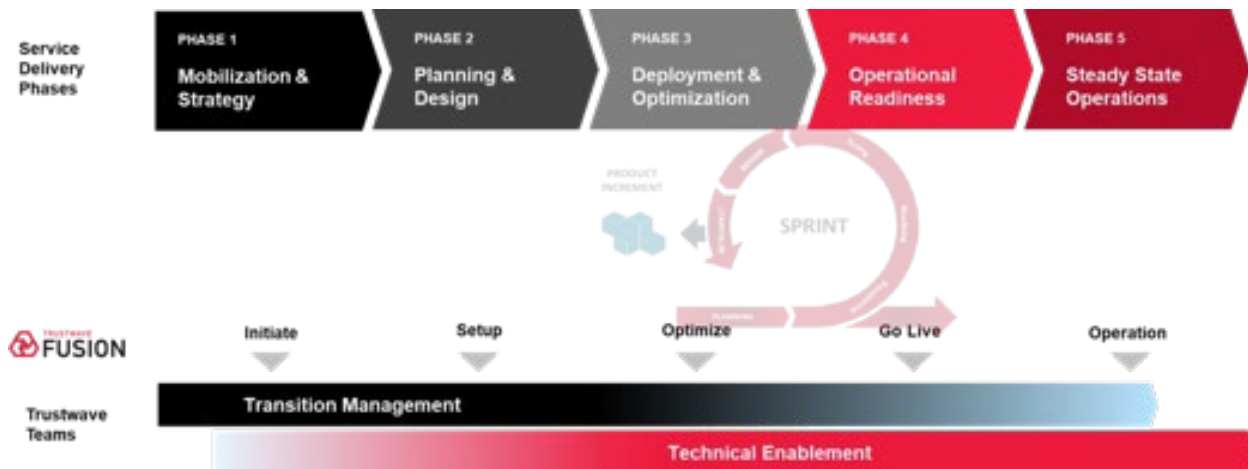 Service
Delivery
Phases
PHASE 1
Mobilization &
Strategy
PHASE 2
Planning &
Design
PHASE 3
Deployment &
Optimization
PHASE 4
Operational
Readiness
PHASE 5
Steady State
Operations
PRODUCT
INCREMENT
SPRINT
PLANNING
TRUSTWAVE
FUSION
Initiate
Setup
Optimize
Go Live
Operation
Trustwave
Teams
Transition Management
Technical Enablement